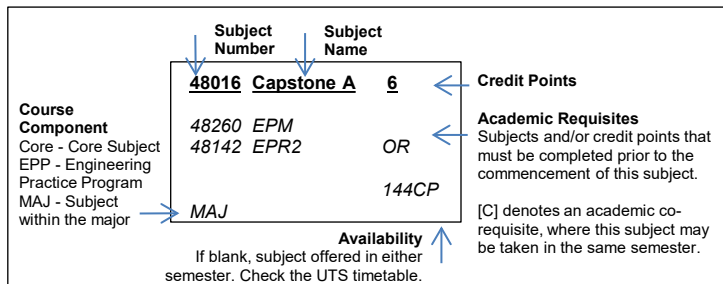 Subject Number
Subject Name
48016 Capstone A 6
Credit Points
48260 EPM
48142 EPR2 OR
144CP
MAJ
Course
Component
Core - Core Subject
EPP - Engineering
Practice Program
MAJ - Subject
within the major
Academic Requisites
Subjects and/or credit points that
must be completed prior to the
commencement of this subject.
[C] denotes an academic co-
requisite, where this subject may
be taken in the same semester.
Availability
If blank, subject offered in either
semester. Check the UTS timetable.